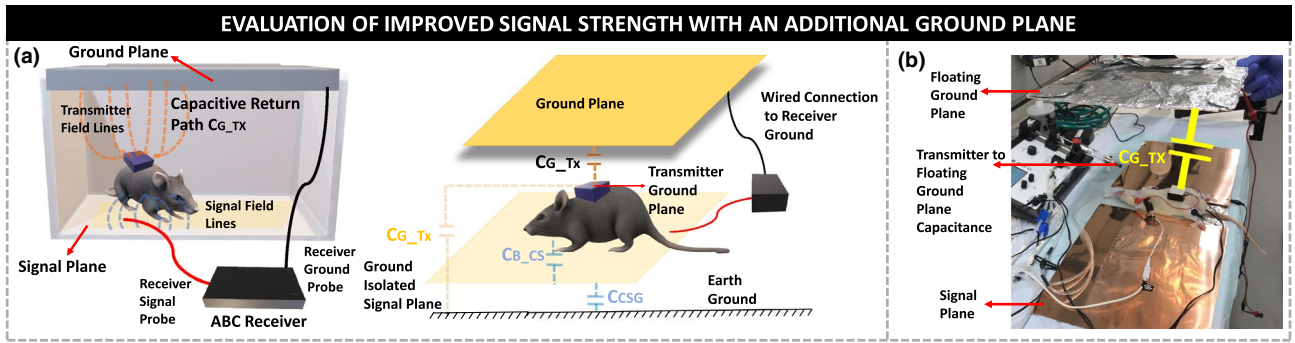 EVALUATION OF IMPROVED SIGNAL STRENGTH WITH AN ADDITIONAL GROUND PLANE
(a)
Ground Plane
Transmitter
Field Lines
Capacitive Return
Path CG_TX
Signal Field
Lines
Signal Plane
Receiver
Signal
Probe
Receiver
Ground
Probe
ABC Receiver
Ground Plane
Wired Connection
to Receiver
Ground
CG_Tx
Transmitter
Ground
Plane
CG_Tx
CB_CS
Ground
Isolated
Signal Plane
CCSG
Earth
Ground
(b)
Floating
Ground
Plane
Transmitter to
Floating
Ground
Plane
Capacitance
CG_TX
Signal
Plane